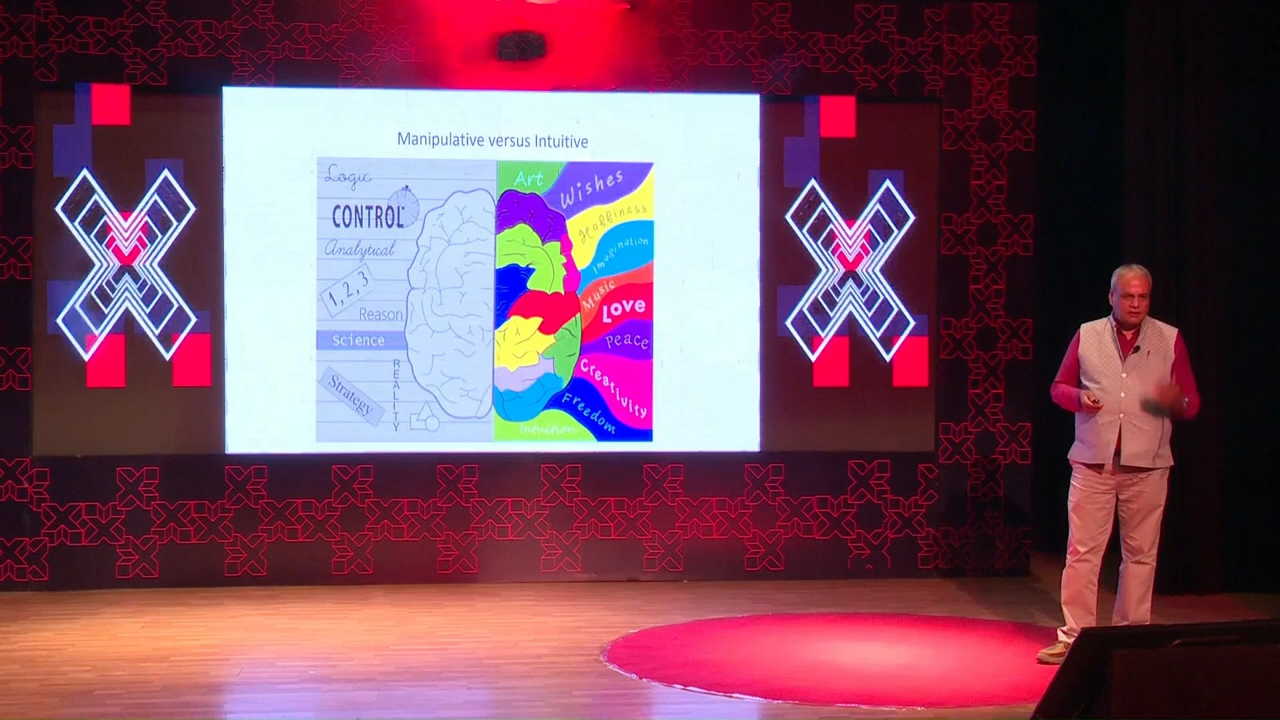 Manipulative versus Intuitive
Logic
CONTROL
Analytical
1, 2, 3
Reason
Science
Strategy
REALITY
Art
Wishes
Habbiness
Imagination
Music
Love
Peace
Creativity
Freedom
Intuition